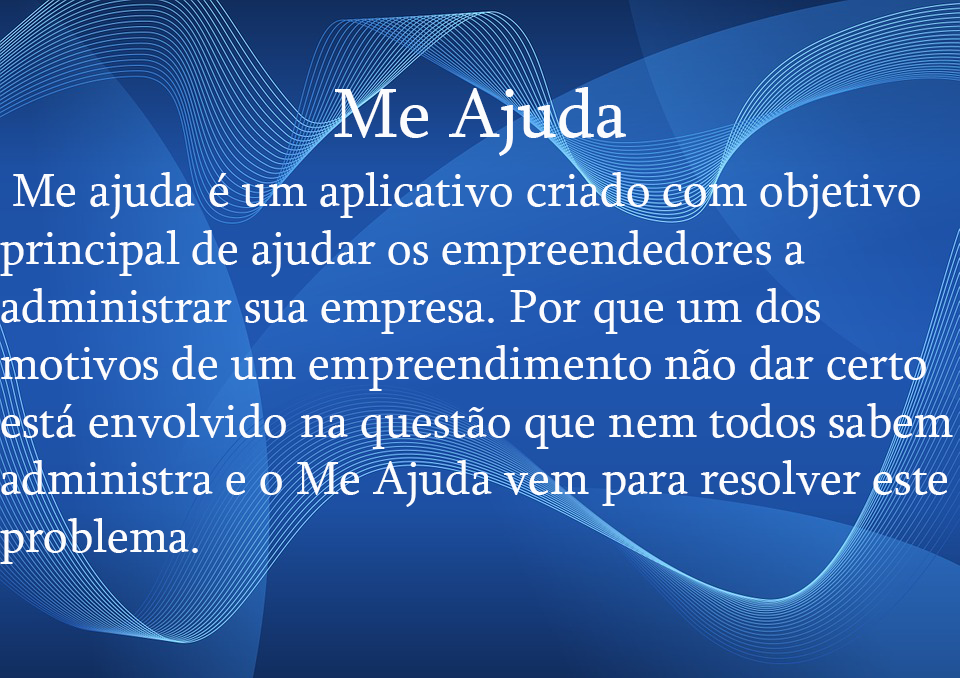 Me Ajuda
Me ajuda é um aplicativo criado com objetivo
principal de ajudar os empreendedores a
administrar sua empresa. Por que um dos
motivos de um empreendimento não dar certo
está envolvido na questão que nem todos sabem
administra e o Me Ajuda vem para resolver este
problema.